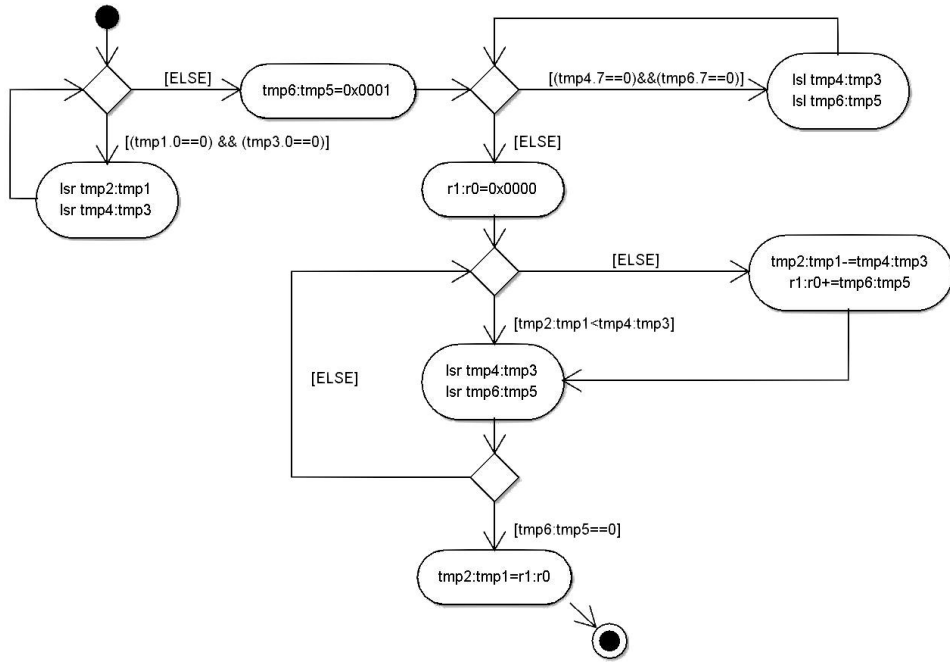 [ELSE]
tmp6:tmp5=0x0001
[(tmp4.7==0)&&(tmp6.7==0)]
lsl tmp4:tmp3
lsl tmp6:tmp5
[(tmp1.0==0) && (tmp3.0==0)]
[ELSE]
lsr tmp2:tmp1
lsr tmp4:tmp3
r1:r0=0x0000
[ELSE]
tmp2:tmp1-=tmp4:tmp3
r1:r0+=tmp6:tmp5
[tmp2:tmp1<tmp4:tmp3]
[ELSE]
lsr tmp4:tmp3
lsr tmp6:tmp5
[tmp6:tmp5==0]
tmp2:tmp1=r1:r0